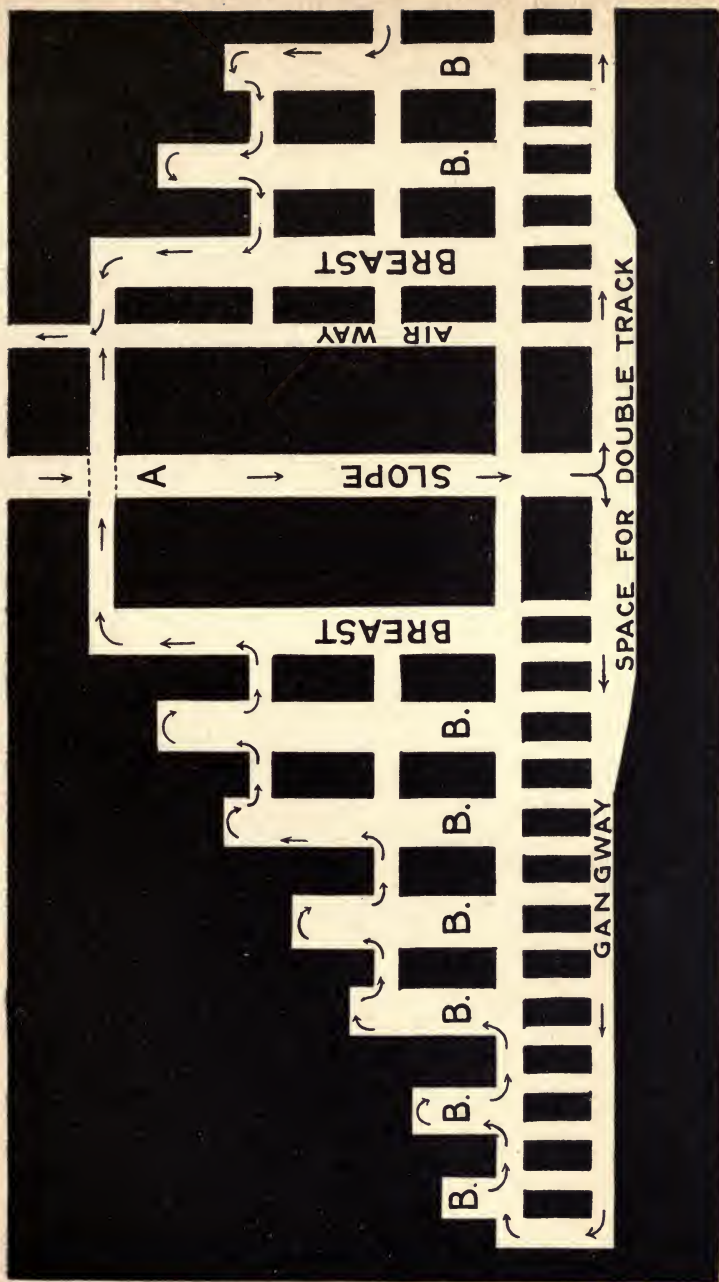 A
BREAST
SLOPE
AIR WAY
BREAST
B.
B.
B.
B.
B.
B.
B.
B
GANGWAY
SPACE FOR DOUBLE TRACK